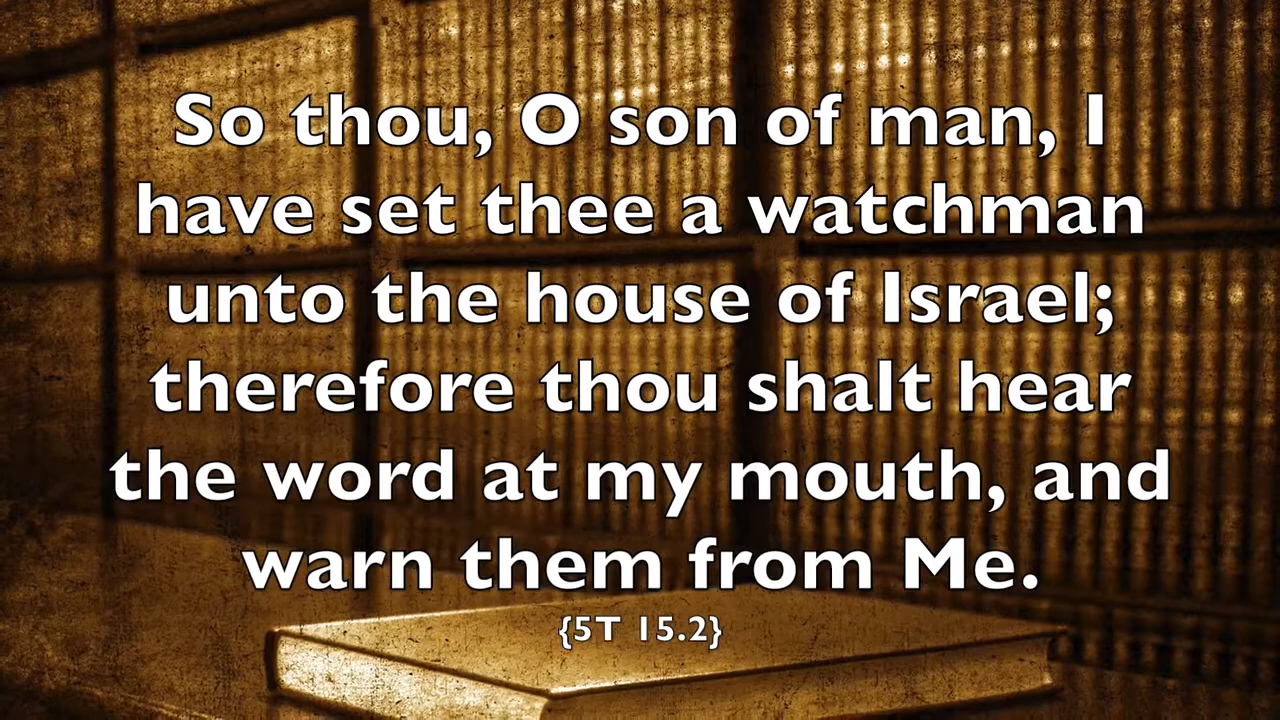 So thou, O son of man, I
have set thee a watchman
unto the house of Israel;
therefore thou shalt hear
the word at my mouth, and
warn them from Me.
{5T 15.2}